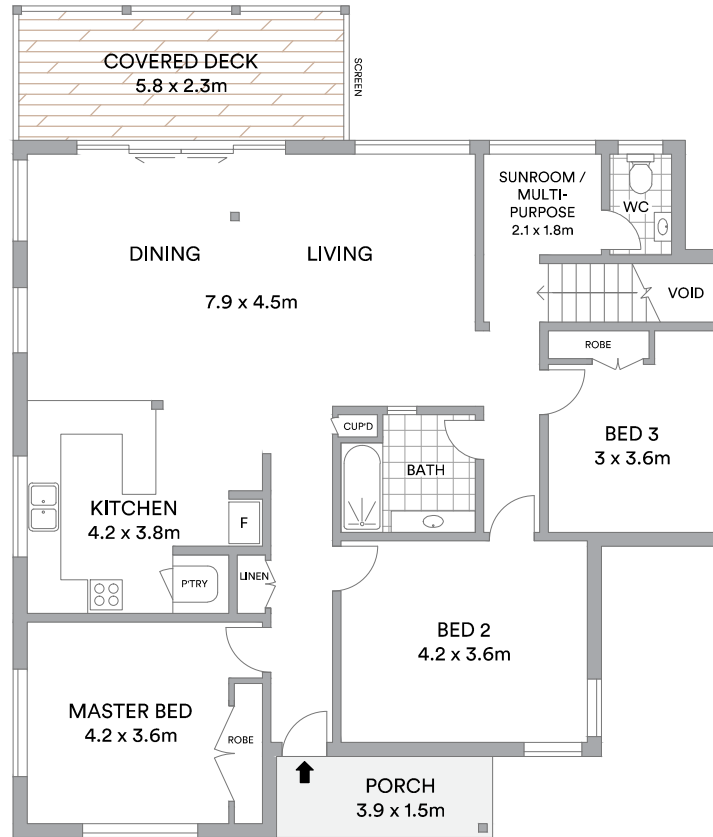 COVERED DECK
5.8 x 2.3m
SCREEN
SUNROOM /
MULTI-
PURPOSE
2.1 x 1.8m
WC
DINING
LIVING
7.9 x 4.5m
VOID
ROBE
CUP'D
BED 3
3 x 3.6m
BATH
KITCHEN
4.2 x 3.8m
F
P'TRY
LINEN
BED 2
4.2 x 3.6m
MASTER BED
4.2 x 3.6m
ROBE
PORCH
3.9 x 1.5m